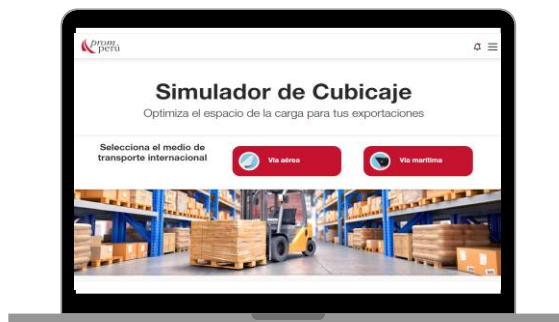 prom
perú
Simulador de Cubicaje
Optimiza el espacio de la carga para tus exportaciones
Selecciona el medio de
transporte internacional
Vía aérea
Vía marítima